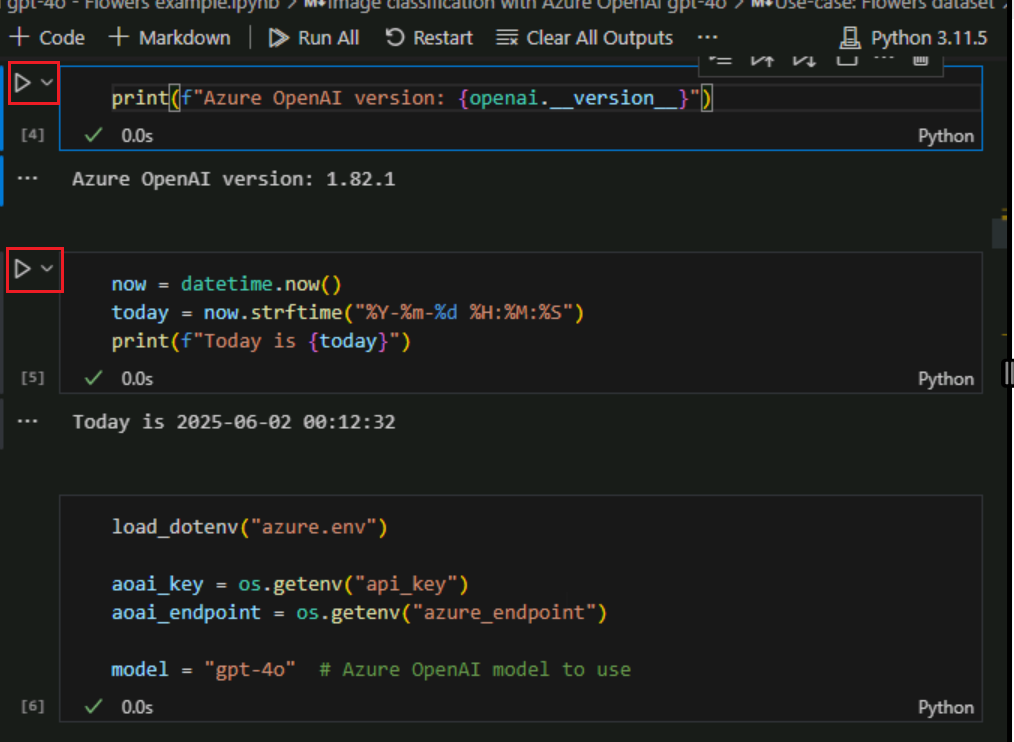 gpt-4o - Flowers example.ipynb > M↓Image classification with Azure OpenAI gpt-4o > M↓Use-case: Flowers dataset >
+ Code + Markdown | Run All Restart Clear All Outputs ... Python 3.11.5
print(f"Azure OpenAI version: {openai.__version__}")
[4] ✓ 0.0s Python
... Azure OpenAI version: 1.82.1
now = datetime.now()
today = now.strftime("%Y-%m-%d %H:%M:%S")
print(f"Today is {today}")
[5] ✓ 0.0s Python
... Today is 2025-06-02 00:12:32
load_dotenv("azure.env")
aoai_key = os.getenv("api_key")
aoai_endpoint = os.getenv("azure_endpoint")
model = "gpt-4o" # Azure OpenAI model to use
[6] ✓ 0.0s Python